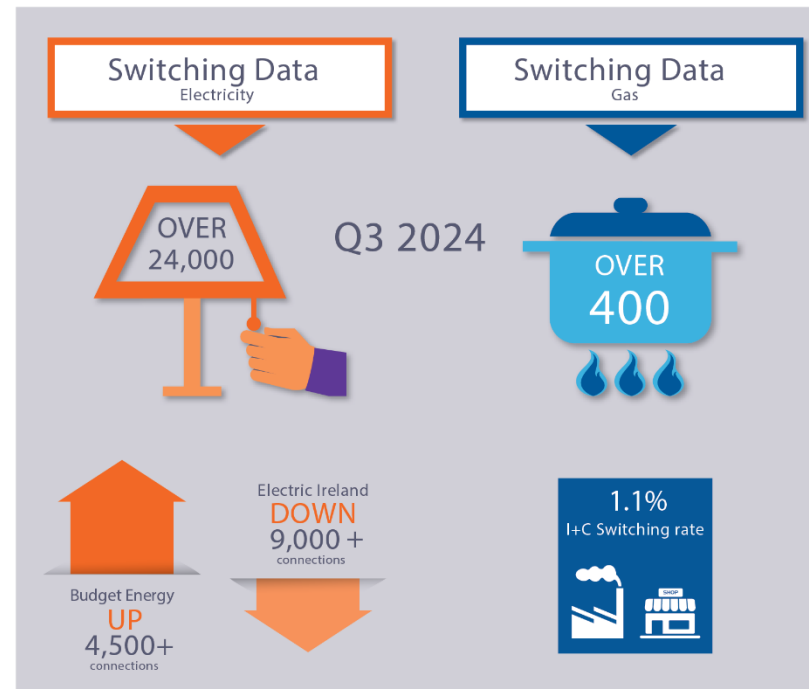 Switching Data
Electricity
Switching Data
Gas
OVER
24,000
Q3 2024
OVER
400
Budget Energy
UP
4,500+
connections
Electric Ireland
DOWN
9,000 +
connections
1.1%
I+C Switching rate
SHOP